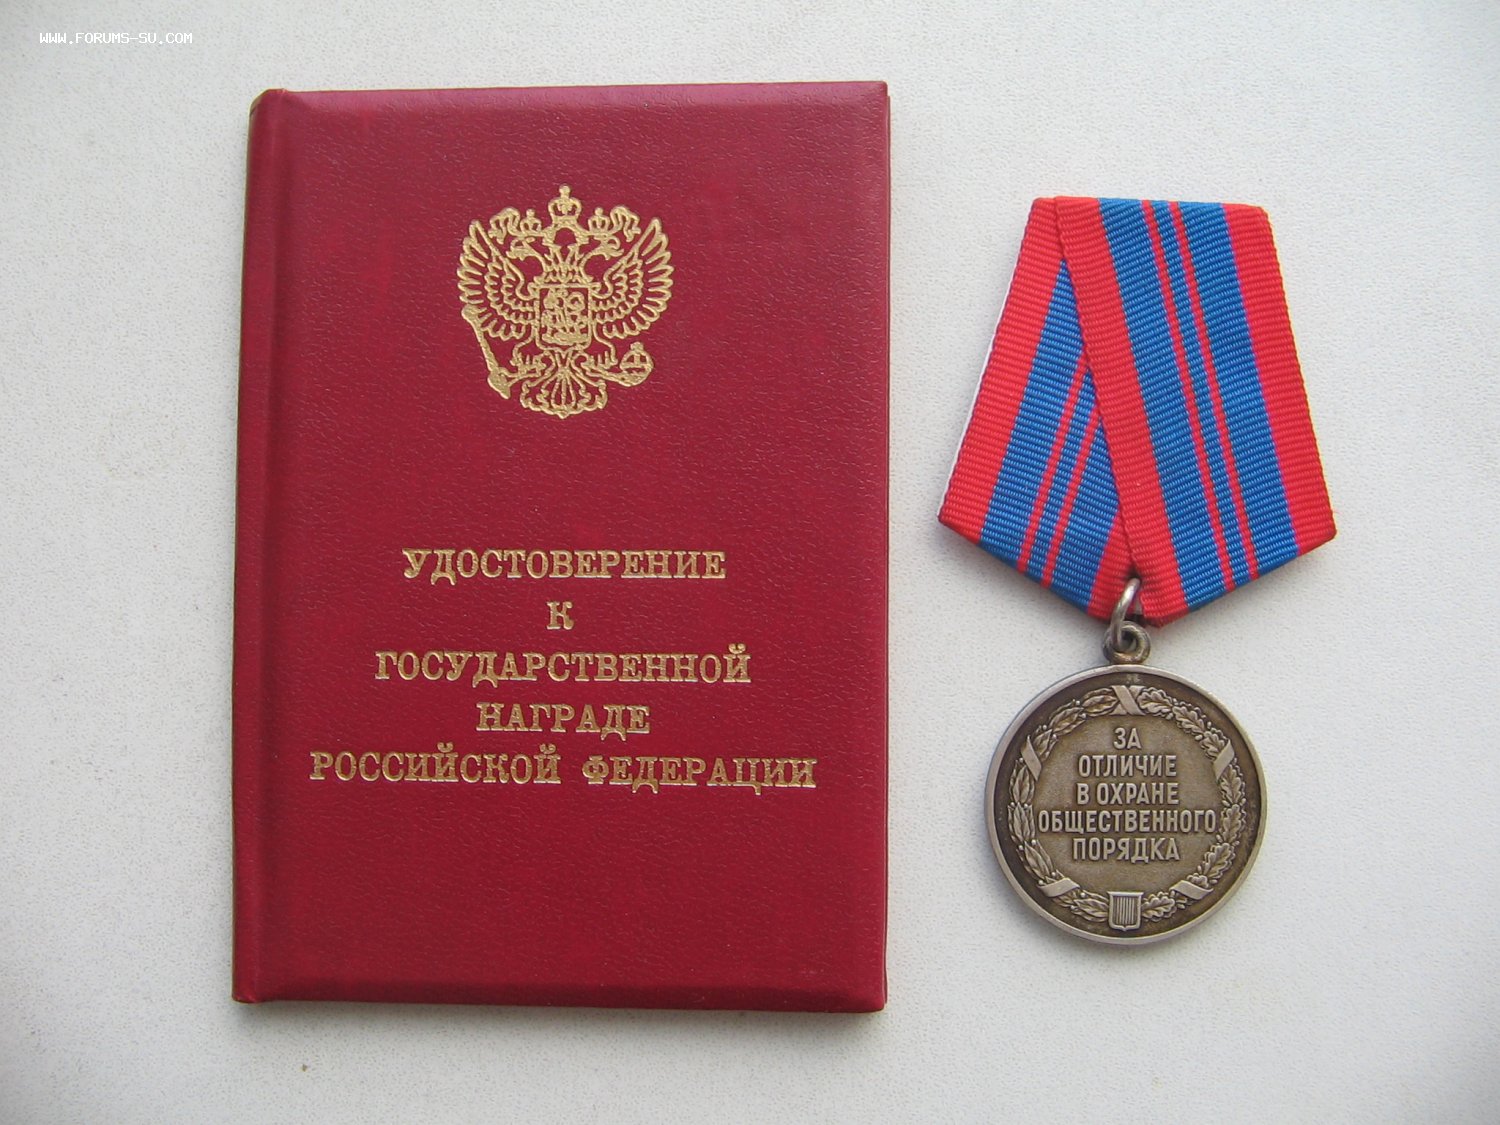 WWW.FORUMS-SU.COM
УДОСТОВЕРЕНИЕ
К
ГОСУДАРСТВЕННОЙ
НАГРАДЕ
РОССИЙСКОЙ ФЕДЕРАЦИИ
ЗА
ОТЛИЧИЕ
В ОХРАНЕ
ОБЩЕСТВЕННОГО
ПОРЯДКА